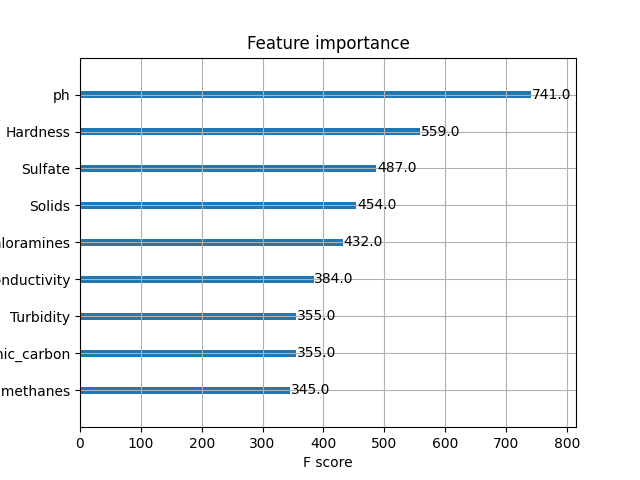 Feature importance
ph
741.0
Hardness
559.0
Sulfate
487.0
Solids
454.0
loramines
432.0
nductivity
384.0
Turbidity
355.0
nic_carbon
355.0
methanes
345.0
0 100 200 300 400 500 600 700 800
F score